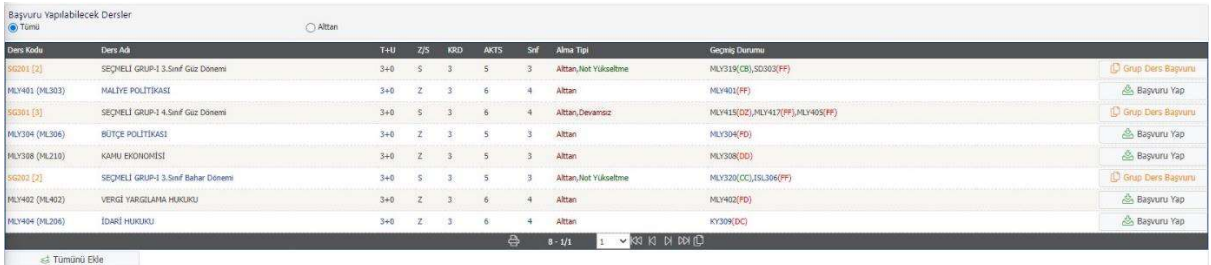 Başvuru Yapılabilecek Dersler
Tümü Alttan
Ders Kodu Ders Adı T+U Z/S KRD AKTS Snf Alma Tipi Geçmiş Durumu
SG201 [2] SEÇMELİ GRUP-I 3.Sınıf Güz Dönemi 3+0 S 3 5 3 Alttan,Not Yükseltme MLY319(CB),SD303(FF) Grup Ders Başvuru
MLY401 (ML303) MALİYE POLİTİKASI 3+0 Z 3 6 4 Alttan MLY401(FF) Başvuru Yap
SG301 [3] SEÇMELİ GRUP-I 4.Sınıf Güz Dönemi 3+0 S 3 6 4 Alttan,Devamsız MLY415(DZ),MLY417(FF),MLY405(FF) Grup Ders Başvuru
MLY304 (ML306) BÜTÇE POLİTİKASI 3+0 Z 3 5 3 Alttan MLY304(FD) Başvuru Yap
MLY308 (ML210) KAMU EKONOMİSİ 3+0 Z 3 5 3 Alttan MLY308(DD) Başvuru Yap
SG202 [2] SEÇMELİ GRUP-I 3.Sınıf Bahar Dönemi 3+0 S 3 5 3 Alttan,Not Yükseltme MLY320(CC),ISL306(FF) Grup Ders Başvuru
MLY402 (ML402) VERGİ YARGILAMA HUKUKU 3+0 Z 3 6 4 Alttan MLY402(FD) Başvuru Yap
MLY404 (ML206) İDARİ HUKUKU 3+0 Z 3 6 4 Alttan KY309(DC) Başvuru Yap
8 - 1/1 1
Tümünü Ekle